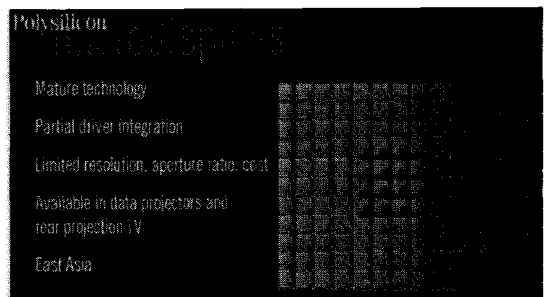 Polysilicon
Mature technology
Partial driver integration
Limited resolution, aperture ratio, cost
Available in data projectors and
rear projection TV
East Asia